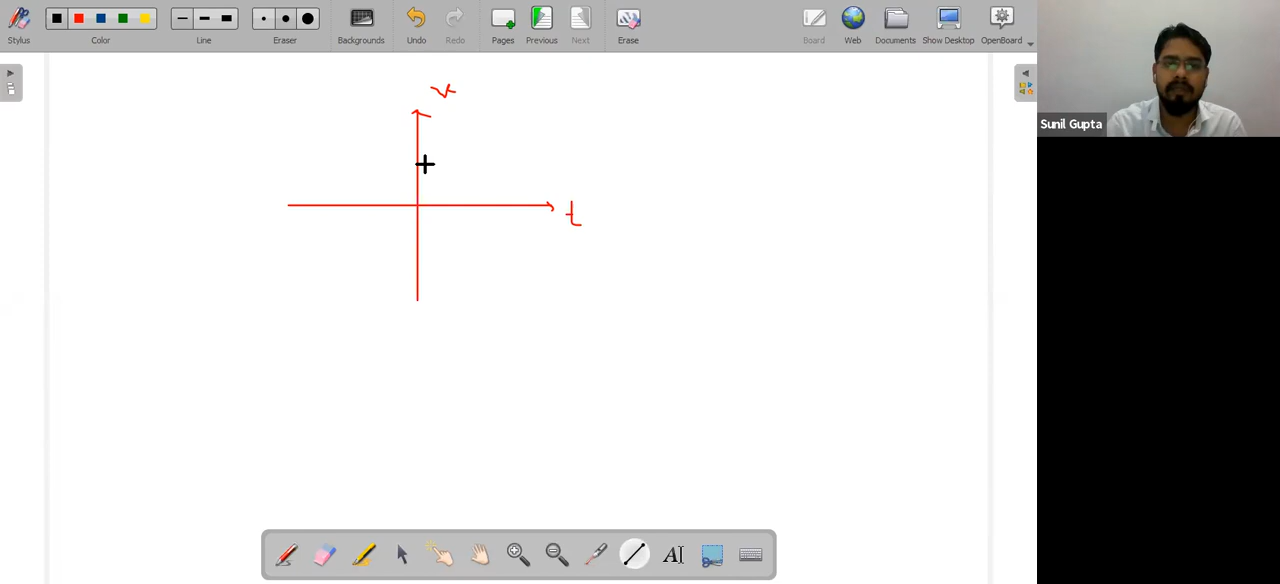 Stylus Color Line Eraser Backgrounds Undo Redo Pages Previous Next Erase Board Web Documents Show Desktop OpenBoard
Sunil Gupta
t